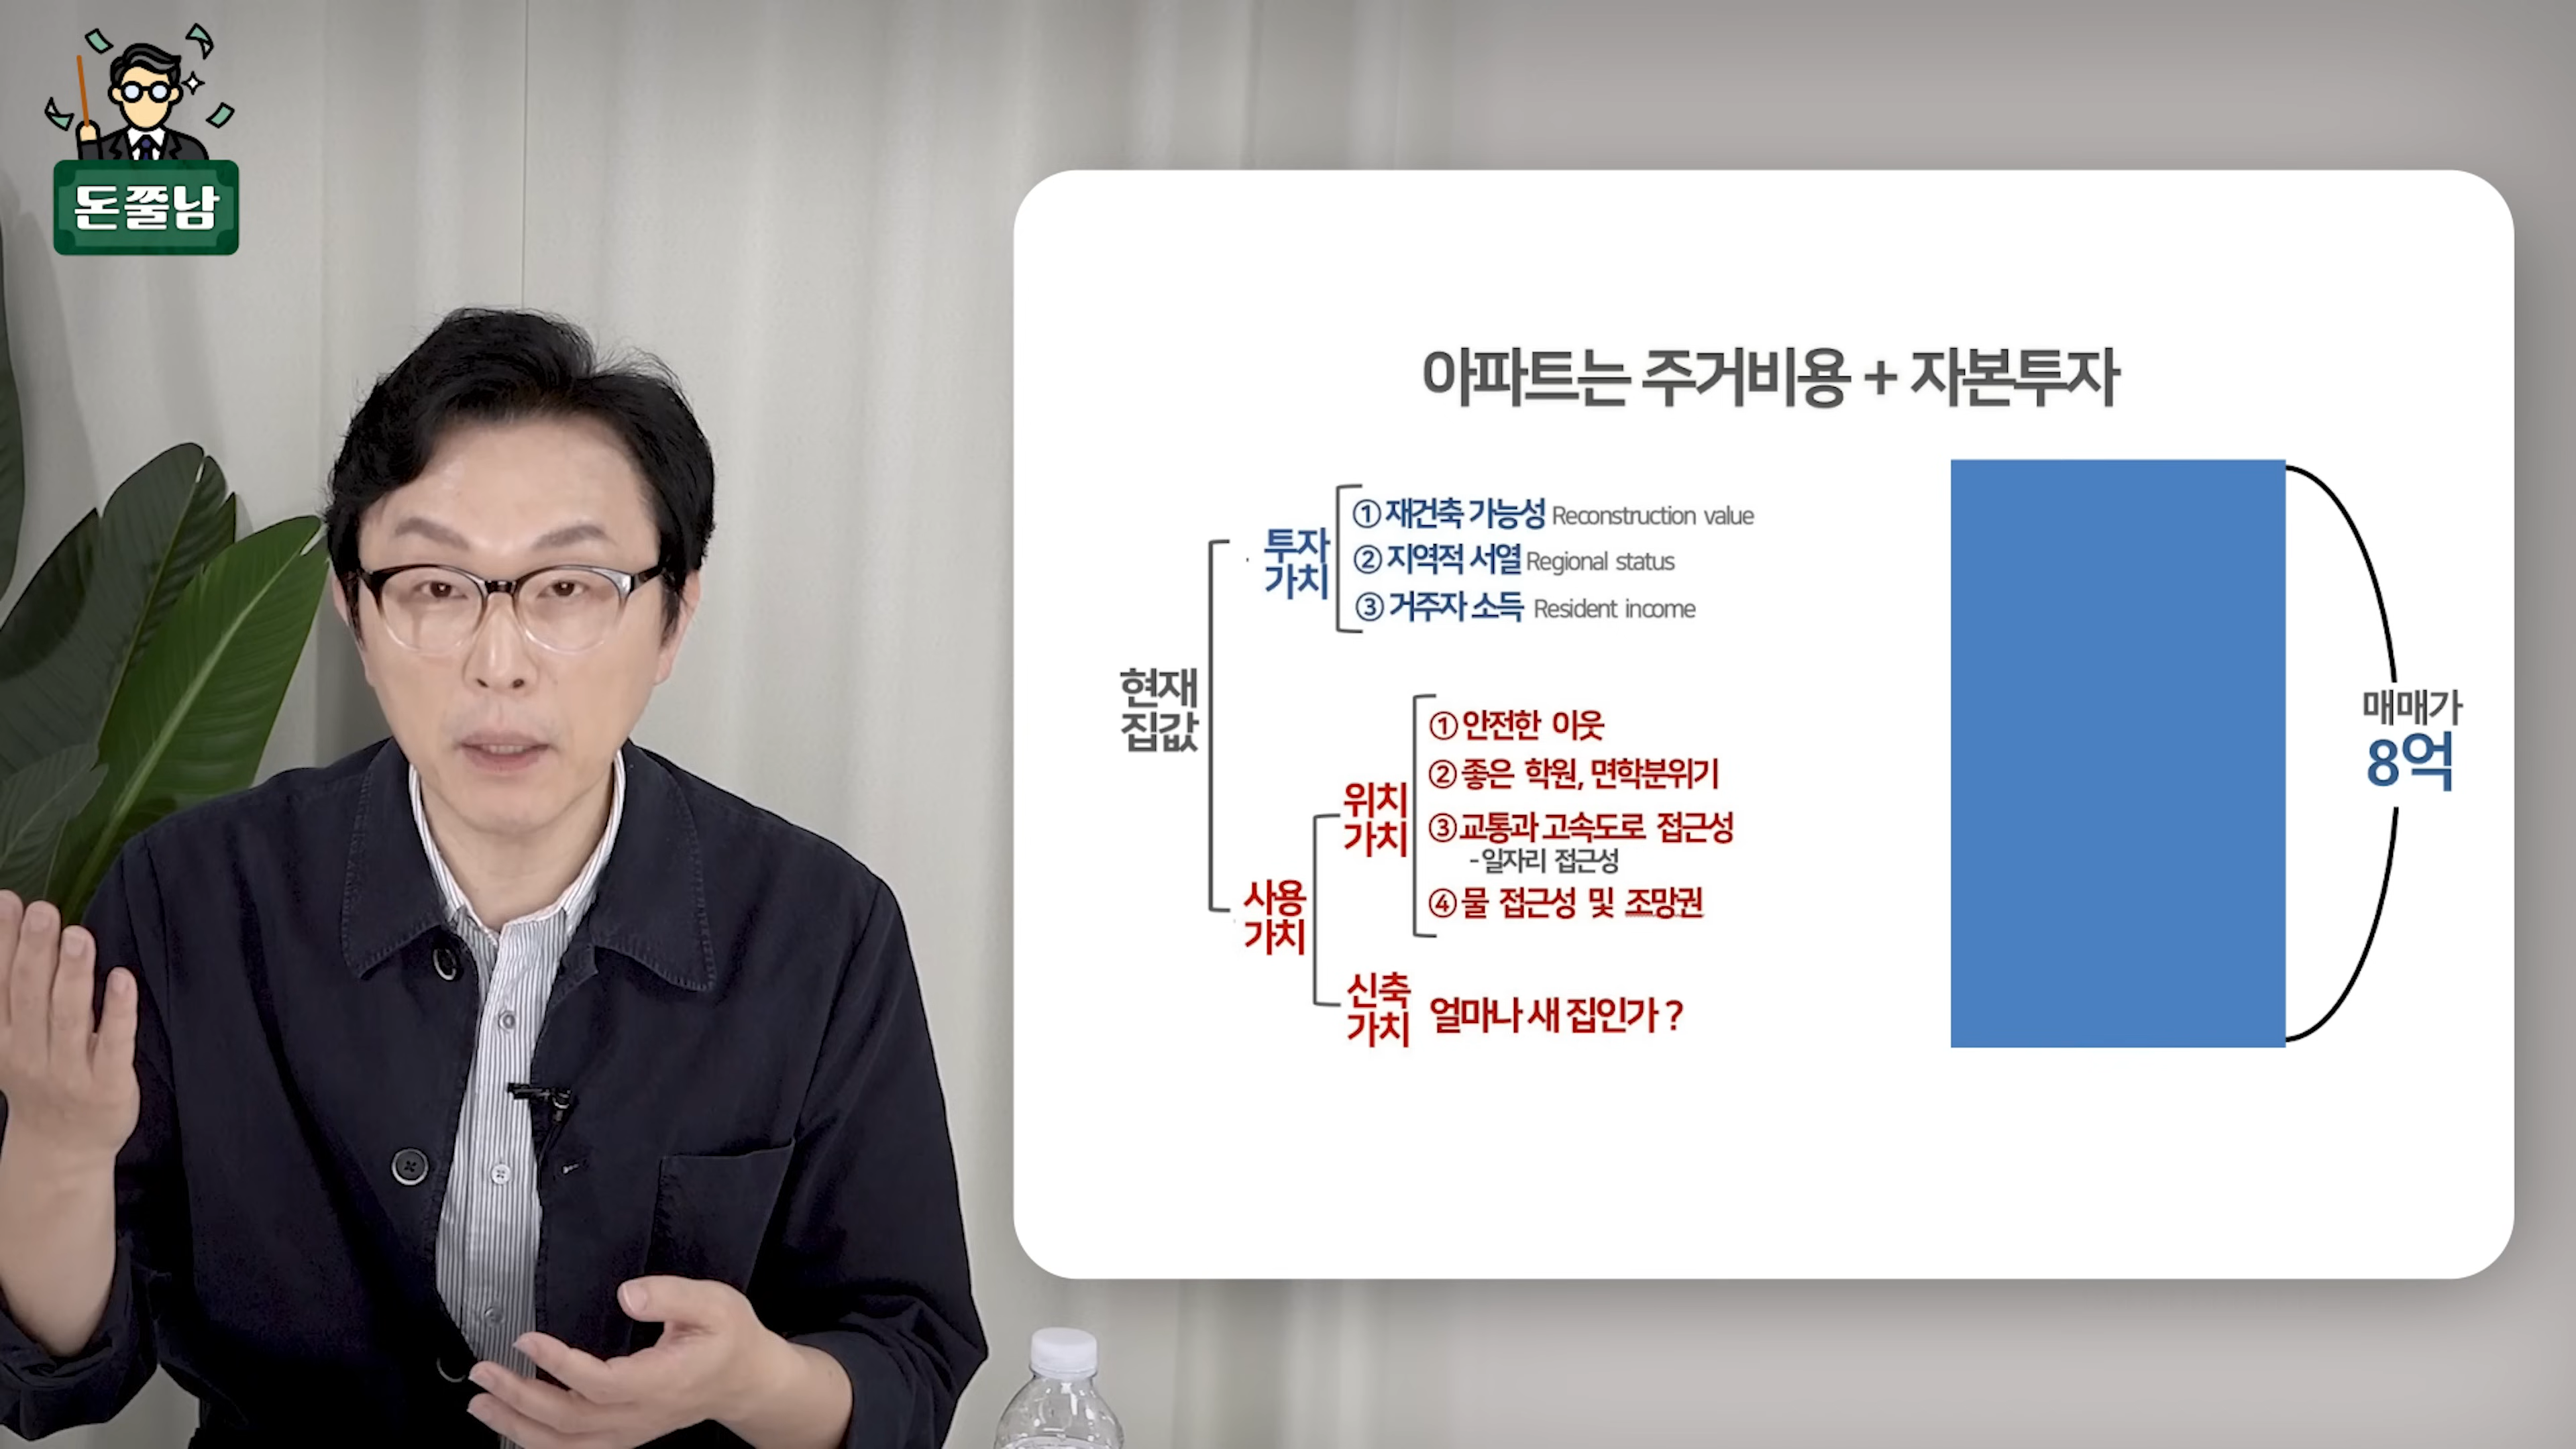 돈쭐남
아파트는 주거비용 + 자본투자
현재
집값
투자
가치
① 재건축 가능성 Reconstruction value
② 지역적 서열 Regional status
③ 거주자 소득 Resident income
사용
가치
위치
가치
① 안전한 이웃
② 좋은 학원, 면학분위기
③ 교통과 고속도로 접근성
- 일자리 접근성
④ 물 접근성 및 조망권
신축
가치
얼마나 새 집인가 ?
매매가
8억